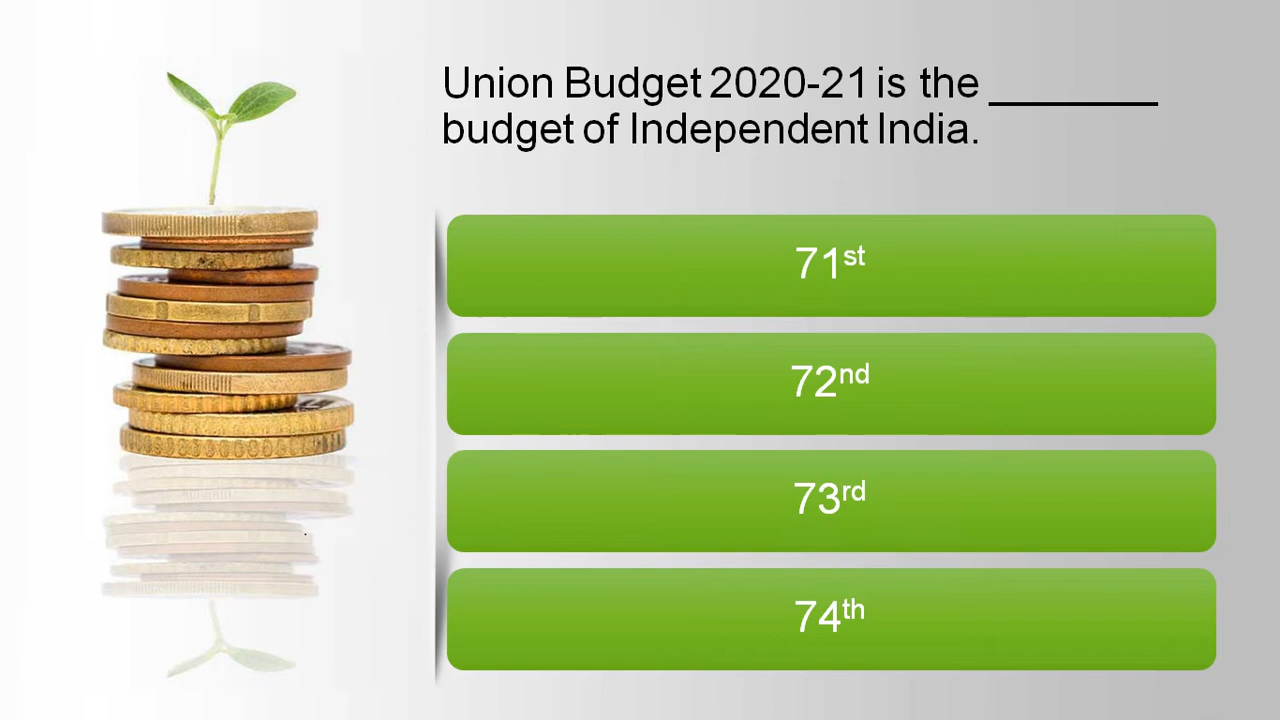 Union Budget 2020-21 is the ________
budget of Independent India.
71st
72nd
73rd
74th